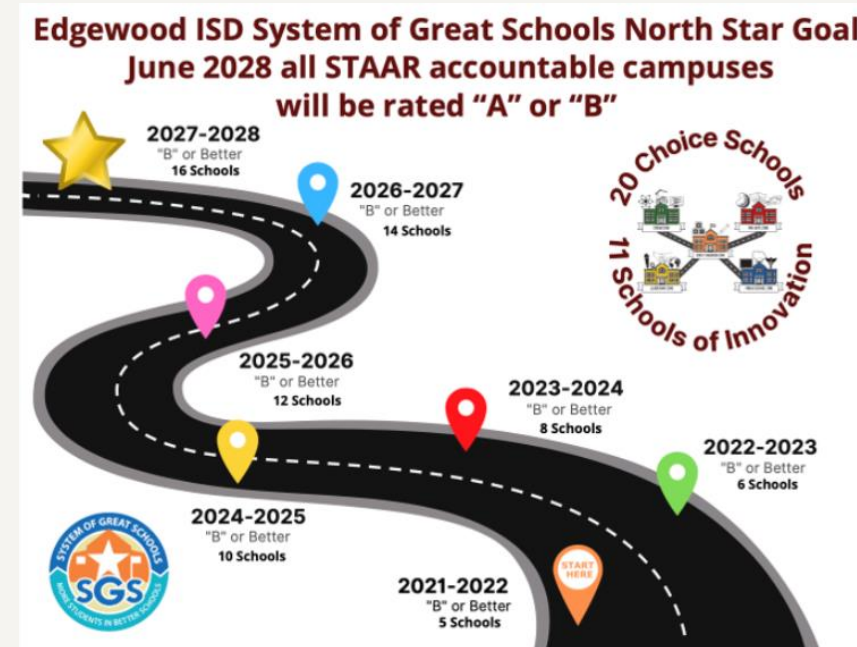 Edgewood ISD System of Great Schools North Star Goal
June 2028 all STAAR accountable campuses
will be rated “A” or “B”
2027-2028
"B" or Better
16 Schools
2026-2027
"B" or Better
14 Schools
20 Choice Schools
11 Schools of Innovation
2025-2026
"B" or Better
12 Schools
2023-2024
"B" or Better
8 Schools
2022-2023
"B" or Better
6 Schools
2024-2025
"B" or Better
10 Schools
SYSTEM OF GREAT SCHOOLS
SGS
MORE STUDENTS IN BETTER SCHOOLS
START
HERE
2021-2022
"B" or Better
5 Schools